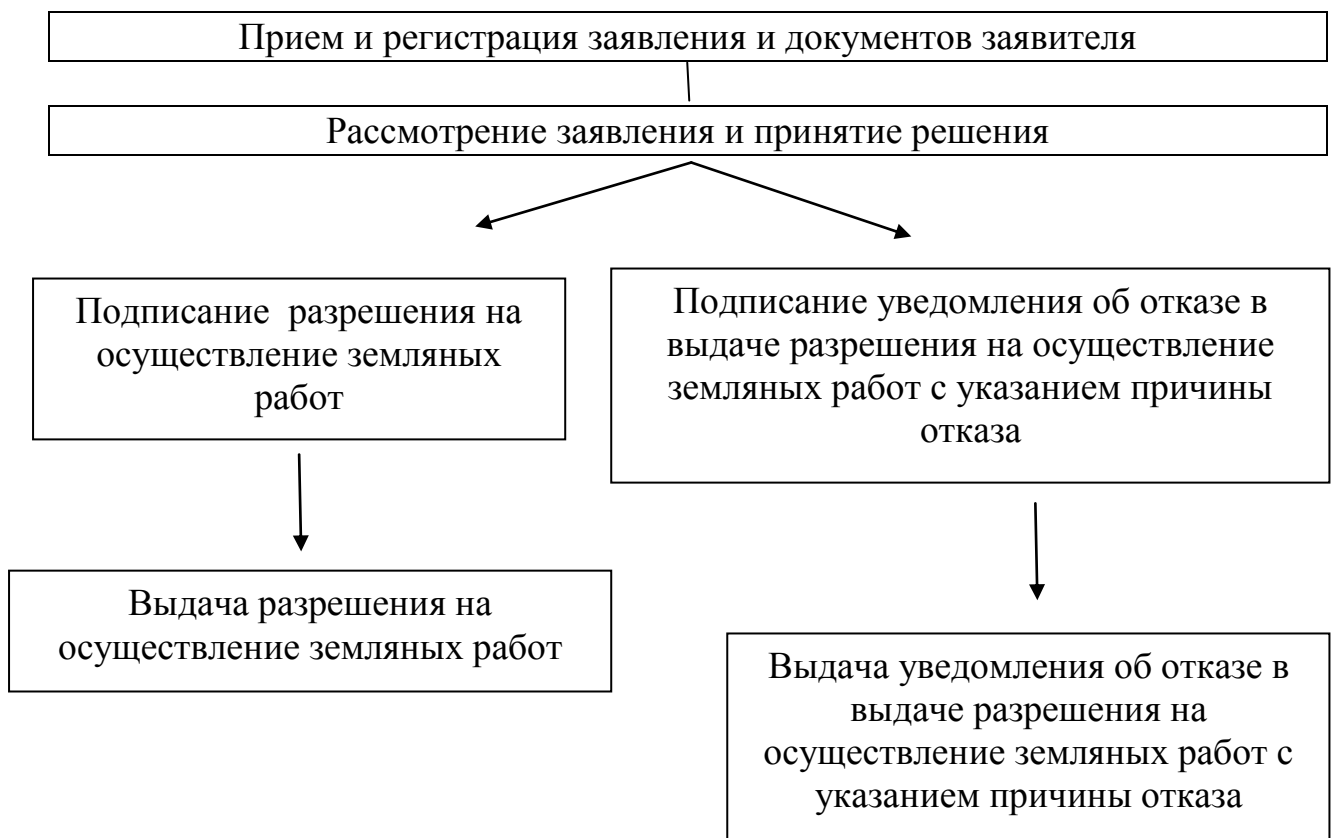 Прием и регистрация заявления и документов заявителя
Рассмотрение заявления и принятие решения
Подписание разрешения на
осуществление земляных
работ
Подписание уведомления об отказе в
выдаче разрешения на осуществление
земляных работ с указанием причины
отказа
Выдача разрешения на
осуществление земляных работ
Выдача уведомления об отказе в
выдаче разрешения на
осуществление земляных работ с
указанием причины отказа